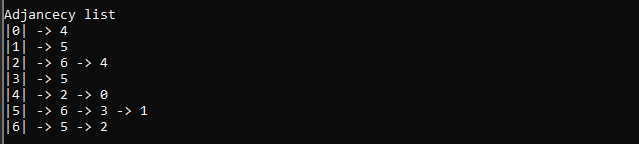 Adjancecy list
|0| -> 4
|1| -> 5
|2| -> 6 -> 4
|3| -> 5
|4| -> 2 -> 0
|5| -> 6 -> 3 -> 1
|6| -> 5 -> 2